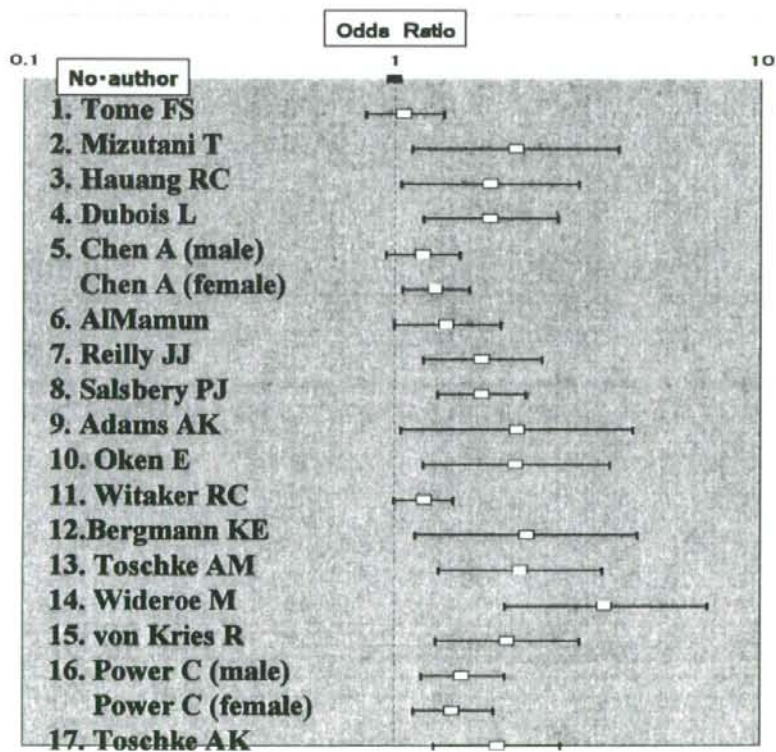 Odds Ratio
0.1 1 10
No·author
1. Tome FS
2. Mizutani T
3. Hauang RC
4. Dubois L
5. Chen A (male)
Chen A (female)
6. AlMamun
7. Reilly JJ
8. Salsbery PJ
9. Adams AK
10. Oken E
11. Witaker RC
12.Bergmann KE
13. Toschke AM
14. Wideroe M
15. von Kries R
16. Power C (male)
Power C (female)
17. Toschke AK